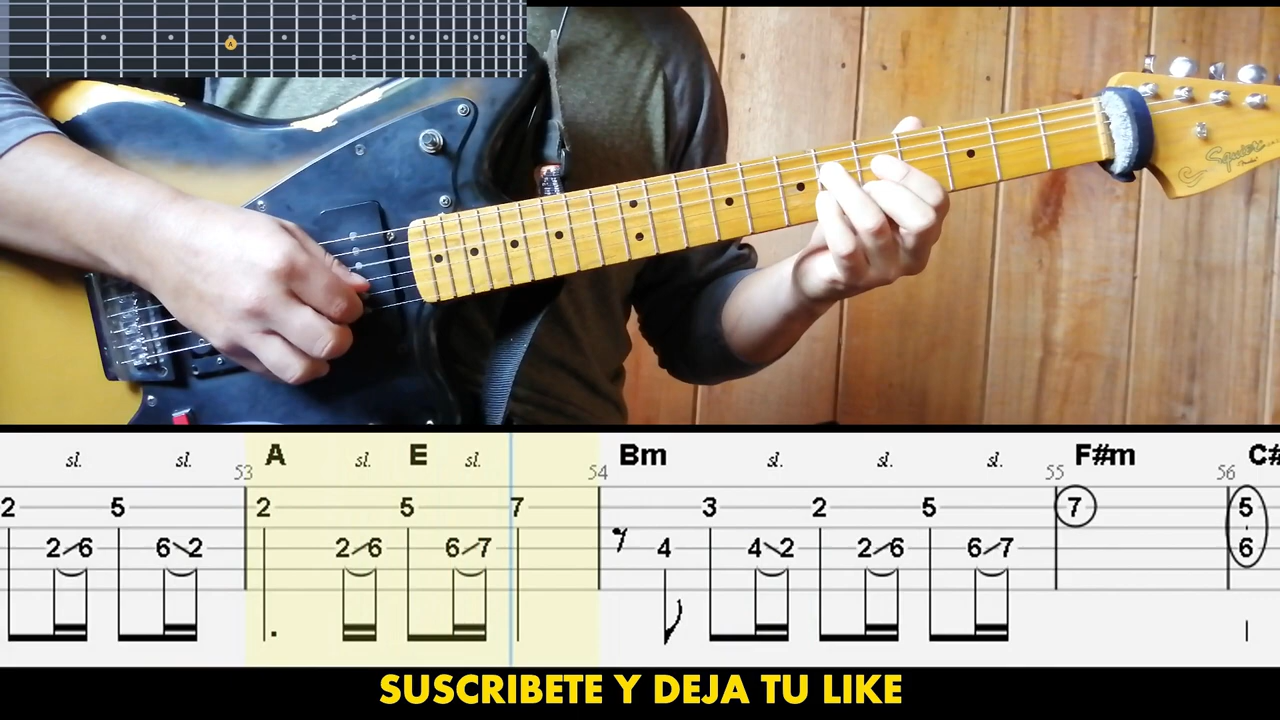 A
Squier
Fender
sl. sl. 53 A sl. E sl. 54 Bm sl. sl. sl. 55 F#m 56 C#
2 5 2 5 7 3 2 5 7 5
2 6 6 2 2 6 6 7 4 4 2 2 6 6 7 6
SUSCRIBETE Y DEJA TU LIKE